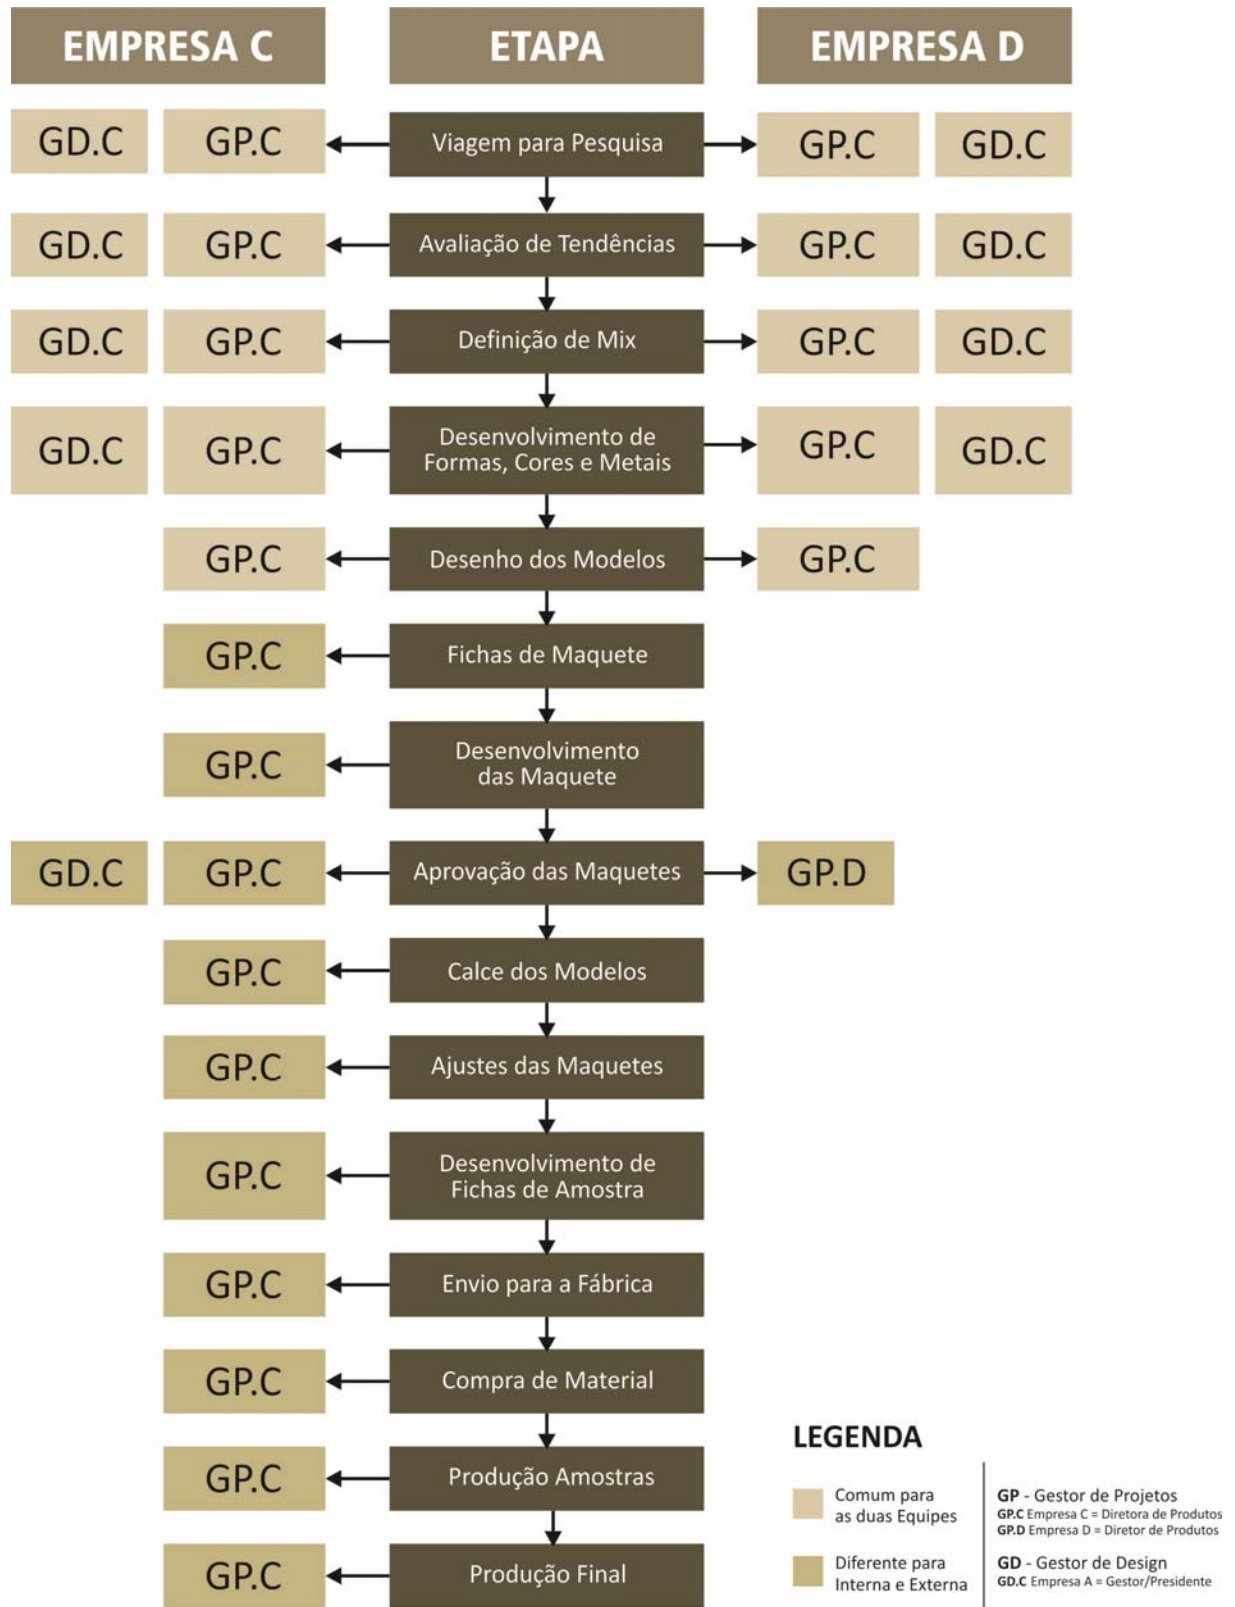 EMPRESA C ETAPA EMPRESA D
GD.C GP.C Viagem para Pesquisa GP.C GD.C
GD.C GP.C Avaliação de Tendências GP.C GD.C
GD.C GP.C Definição de Mix GP.C GD.C
GD.C GP.C Desenvolvimento de
Formas, Cores e Metais GP.C GD.C
GP.C Desenho dos Modelos GP.C
GP.C Fichas de Maquete
GP.C Desenvolvimento
das Maquete
GD.C GP.C Aprovação das Maquetes GP.D
GP.C Calce dos Modelos
GP.C Ajustes das Maquetes
GP.C Desenvolvimento de
Fichas de Amostra
GP.C Envio para a Fábrica
GP.C Compra de Material
GP.C Produção Amostras
GP.C Produção Final
LEGENDA
Comum para
as duas Equipes
Diferente para
Interna e Externa
GP - Gestor de Projetos
GP.C Empresa C = Diretora de Produtos
GP.D Empresa D = Diretor de Produtos
GD - Gestor de Design
GD.C Empresa A = Gestor/Presidente